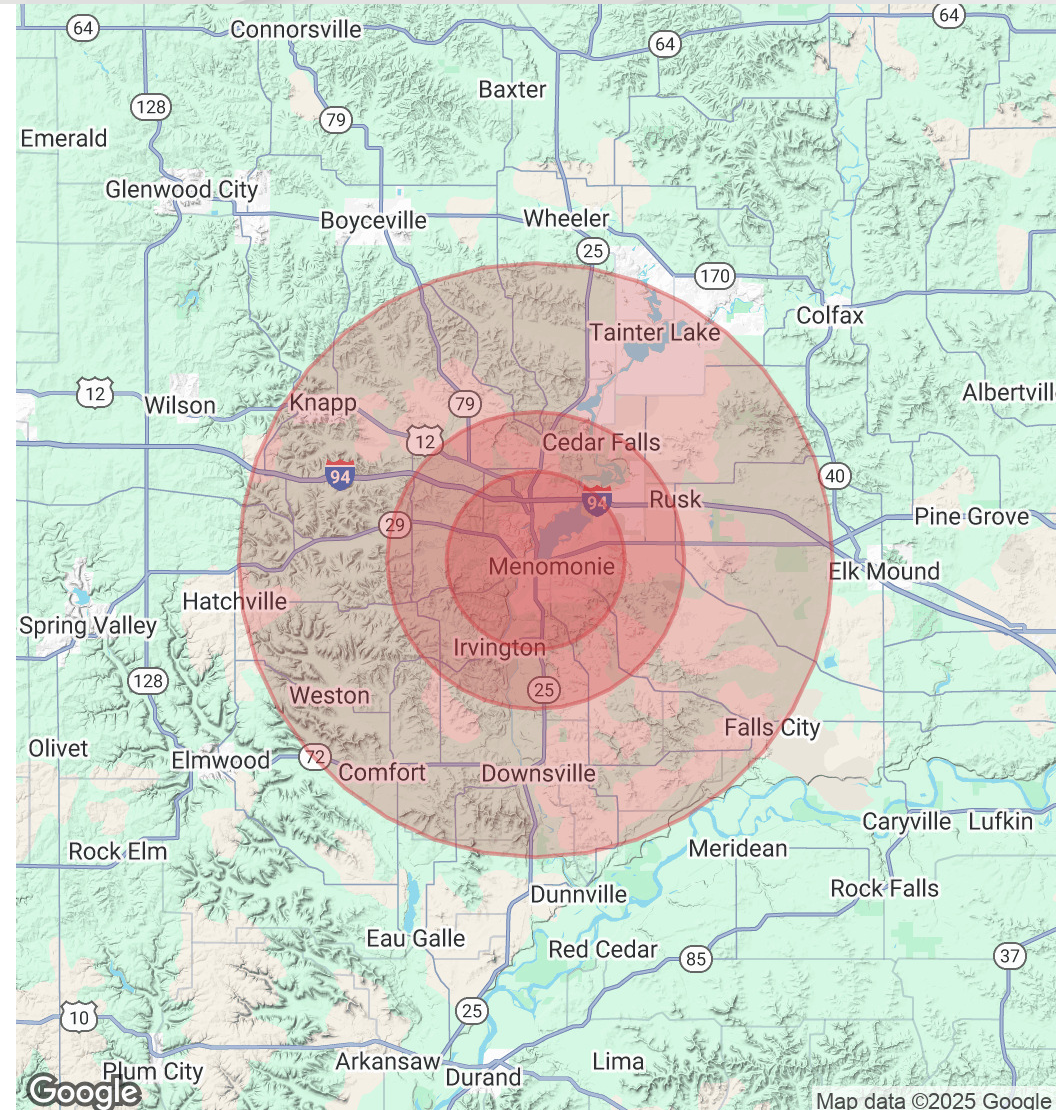 64
Connorsville
64
64
Baxter
128
79
Emerald
Glenwood City
Boyceville
Wheeler
25
170
Colfax
Tainter Lake
12
Wilson
Knapp
79
Albertvill
12
Cedar Falls
94
40
94
Rusk
29
Pine Grove
Menomonie
Elk Mound
Hatchville
Spring Valley
Irvington
128
25
Weston
Falls City
Olivet
Elmwood
72
Comfort
Downsville
Caryville
Lufkin
Rock Elm
Meridean
Dunnville
Rock Falls
Eau Galle
Red Cedar
85
37
25
10
Arkansaw
Lima
Plum City
Durand
Google
Map data ©2025 Google